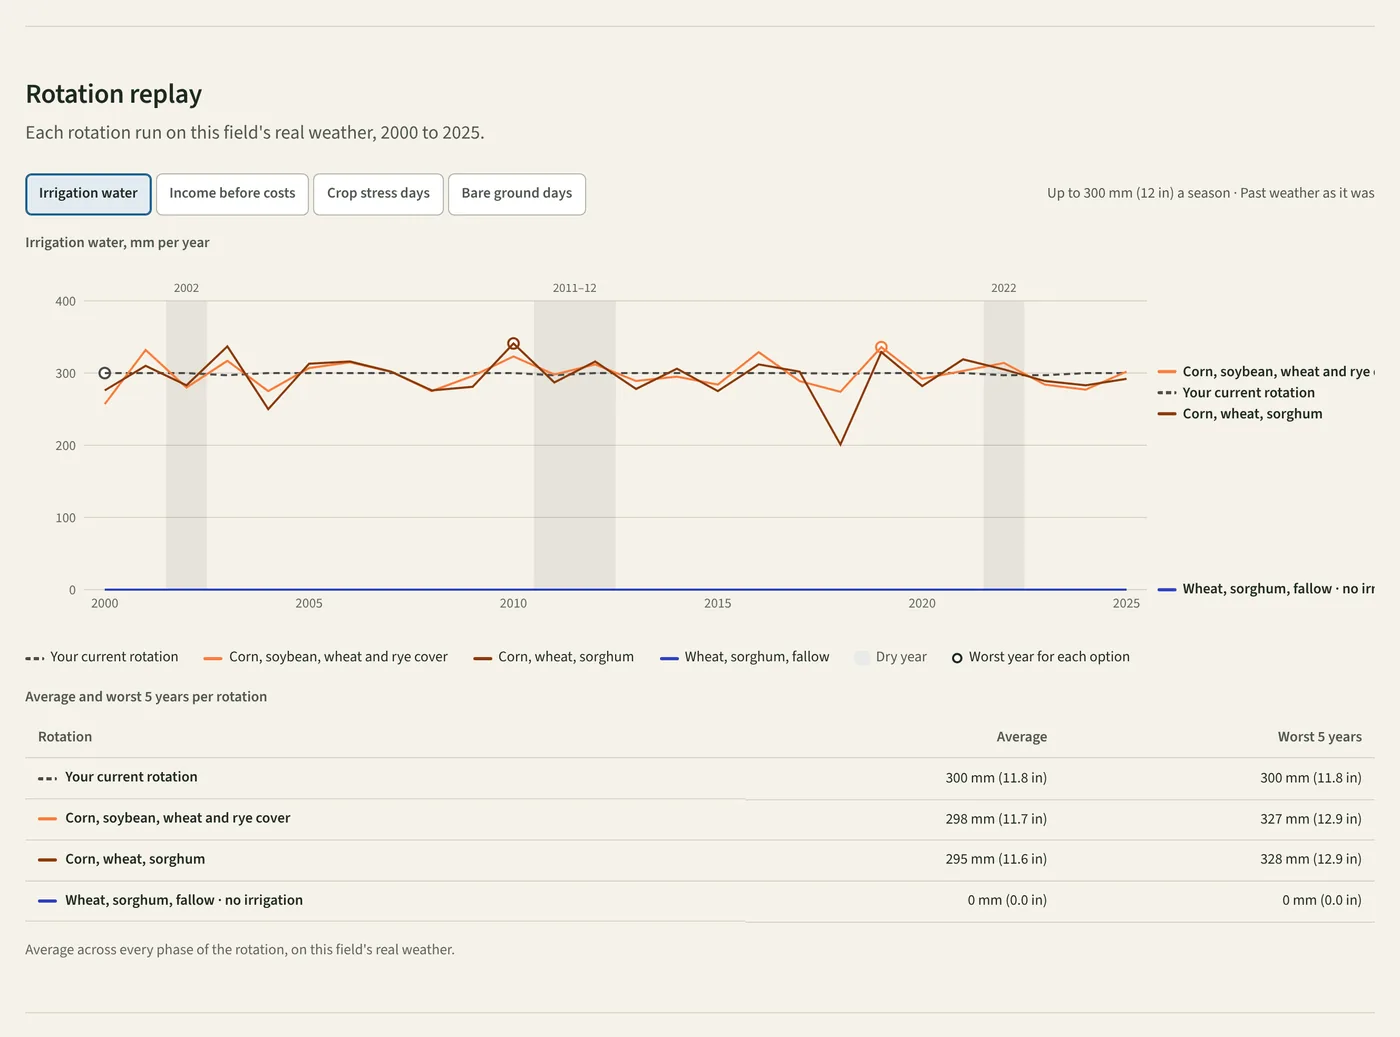 Rotation replay
Each rotation run on this field's real weather, 2000 to 2025.
Irrigation water
Income before costs
Crop stress days
Bare ground days
Up to 300 mm (12 in) a season · Past weather as it was
Irrigation water, mm per year
2002
2011–12
2022
400
300
200
100
0
2000
2005
2010
2015
2020
2025
Corn, soybean, wheat and rye
Your current rotation
Corn, wheat, sorghum
Wheat, sorghum, fallow · no irr
Your current rotation
Corn, soybean, wheat and rye cover
Corn, wheat, sorghum
Wheat, sorghum, fallow
Dry year
Worst year for each option
Average and worst 5 years per rotation
Rotation Average Worst 5 years
Your current rotation 300 mm (11.8 in) 300 mm (11.8 in)
Corn, soybean, wheat and rye cover 298 mm (11.7 in) 327 mm (12.9 in)
Corn, wheat, sorghum 295 mm (11.6 in) 328 mm (12.9 in)
Wheat, sorghum, fallow · no irrigation 0 mm (0.0 in) 0 mm (0.0 in)
Average across every phase of the rotation, on this field's real weather.